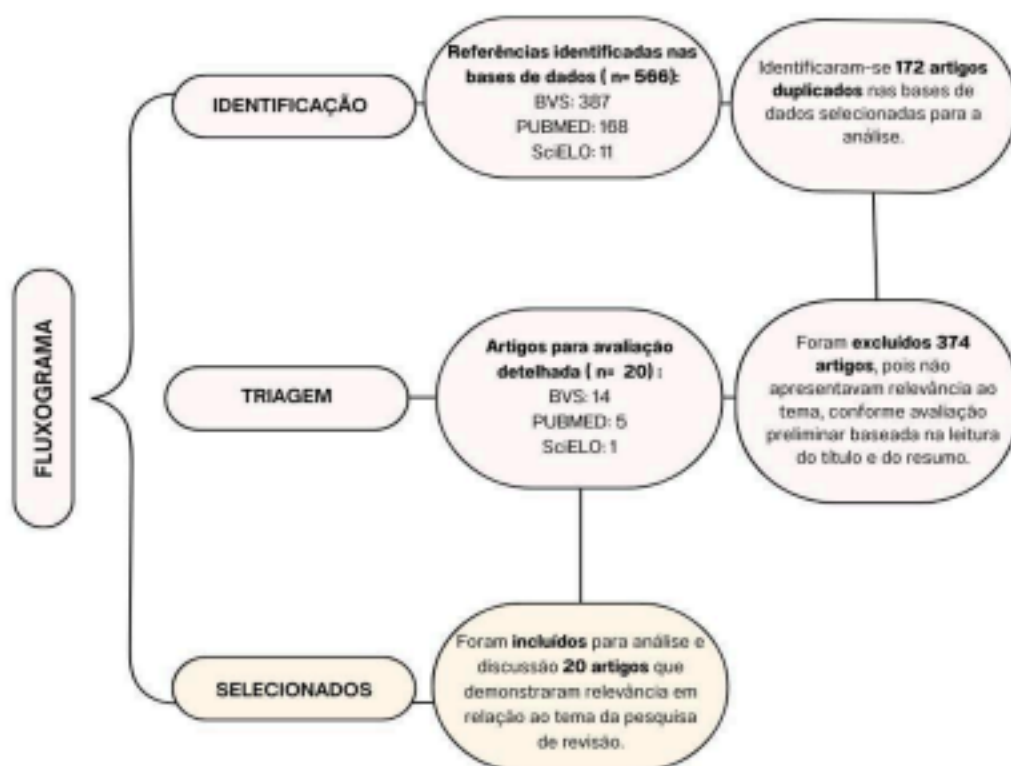 FLUXOGRAMA
IDENTIFICAÇÃO
Referências identificadas nas
bases de dados ( n= 566):
BVS: 387
PUBMED: 168
SciELO: 11
Identificaram-se 172 artigos
duplicados nas bases de
dados selecionadas para a
análise.
TRIAGEM
Artigos para avaliação
detelhada ( n= 20) :
BVS: 14
PUBMED: 5
SciELO: 1
Foram excluídos 374
artigos, pois não
apresentavam relevância ao
tema, conforme avaliação
preliminar baseada na leitura
do título e do resumo.
SELECIONADOS
Foram incluídos para análise e
discussão 20 artigos que
demonstraram relevância em
relação ao tema da pesquisa
de revisão.